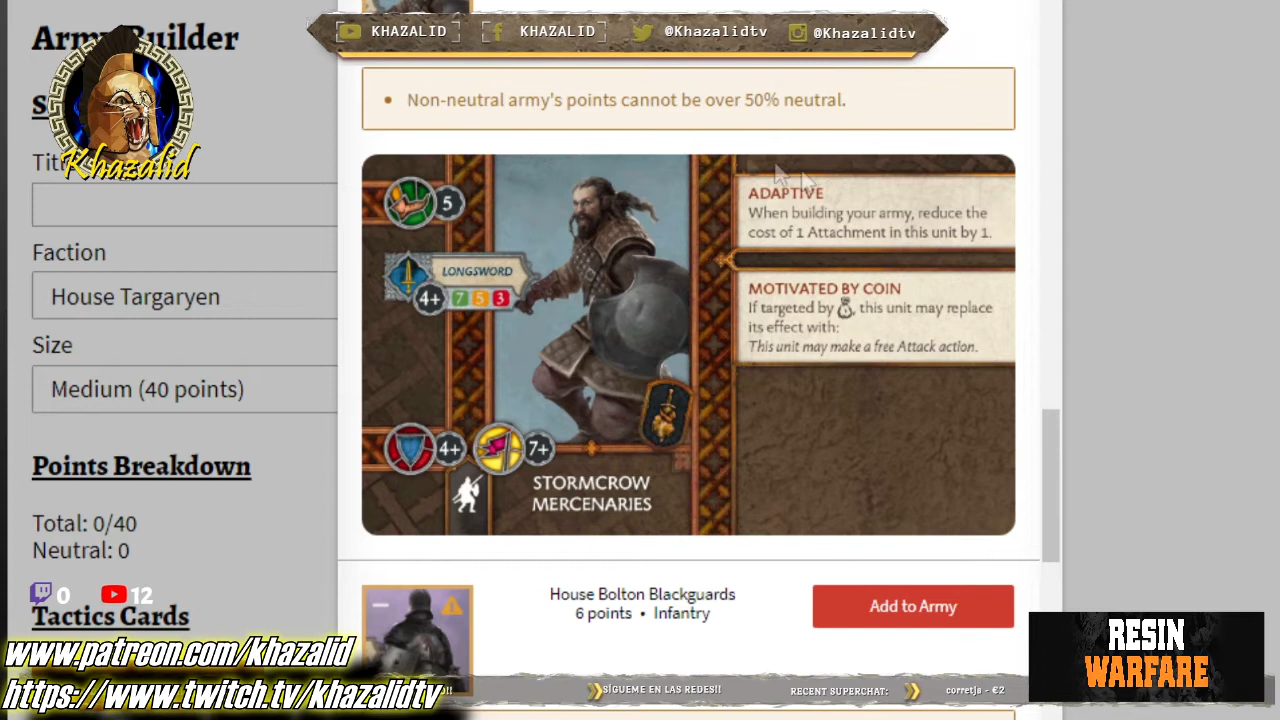 Army Builder
KHAZALID
KHAZALID
@Khazalidtv
@Khazalidtv
Khazalid
Non-neutral army's points cannot be over 50% neutral.
Faction
House Targaryen
Size
Medium (40 points)
Points Breakdown
Total: 0/40
Neutral: 0
0
12
Tactics Cards
www.patreon.com/khazalid
https://www.twitch.tv/khazalidtv
5
LONGSWORD
4+ 7 5 3
4+ 7+
STORMCROW
MERCENARIES
ADAPTIVE
When building your army, reduce the
cost of 1 Attachment in this unit by 1.
MOTIVATED BY COIN
If targeted by , this unit may replace
its effect with:
This unit may make a free Attack action.
House Bolton Blackguards
6 points • Infantry
Add to Army
RESIN
WARFARE
SÍGUEME EN LAS REDES!!
RECENT SUPERCHAT:
corretja - €2